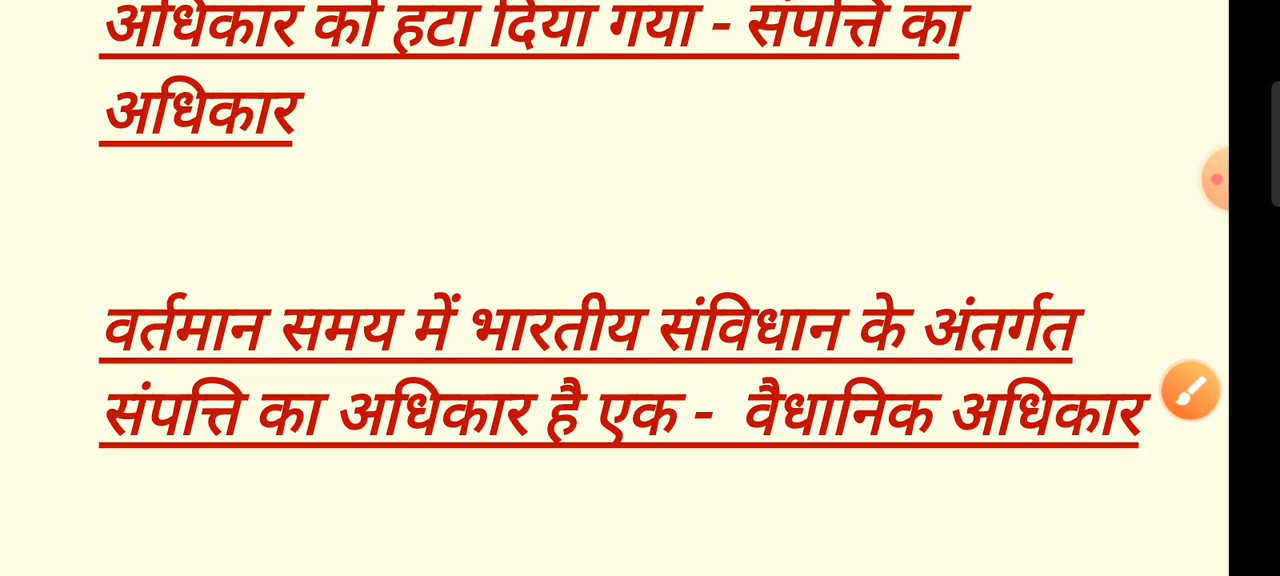 अधिकार को हटा दिया गया - संपत्ति का
अधिकार
वर्तमान समय में भारतीय संविधान के अंतर्गत
संपत्ति का अधिकार है एक - वैधानिक अधिकार